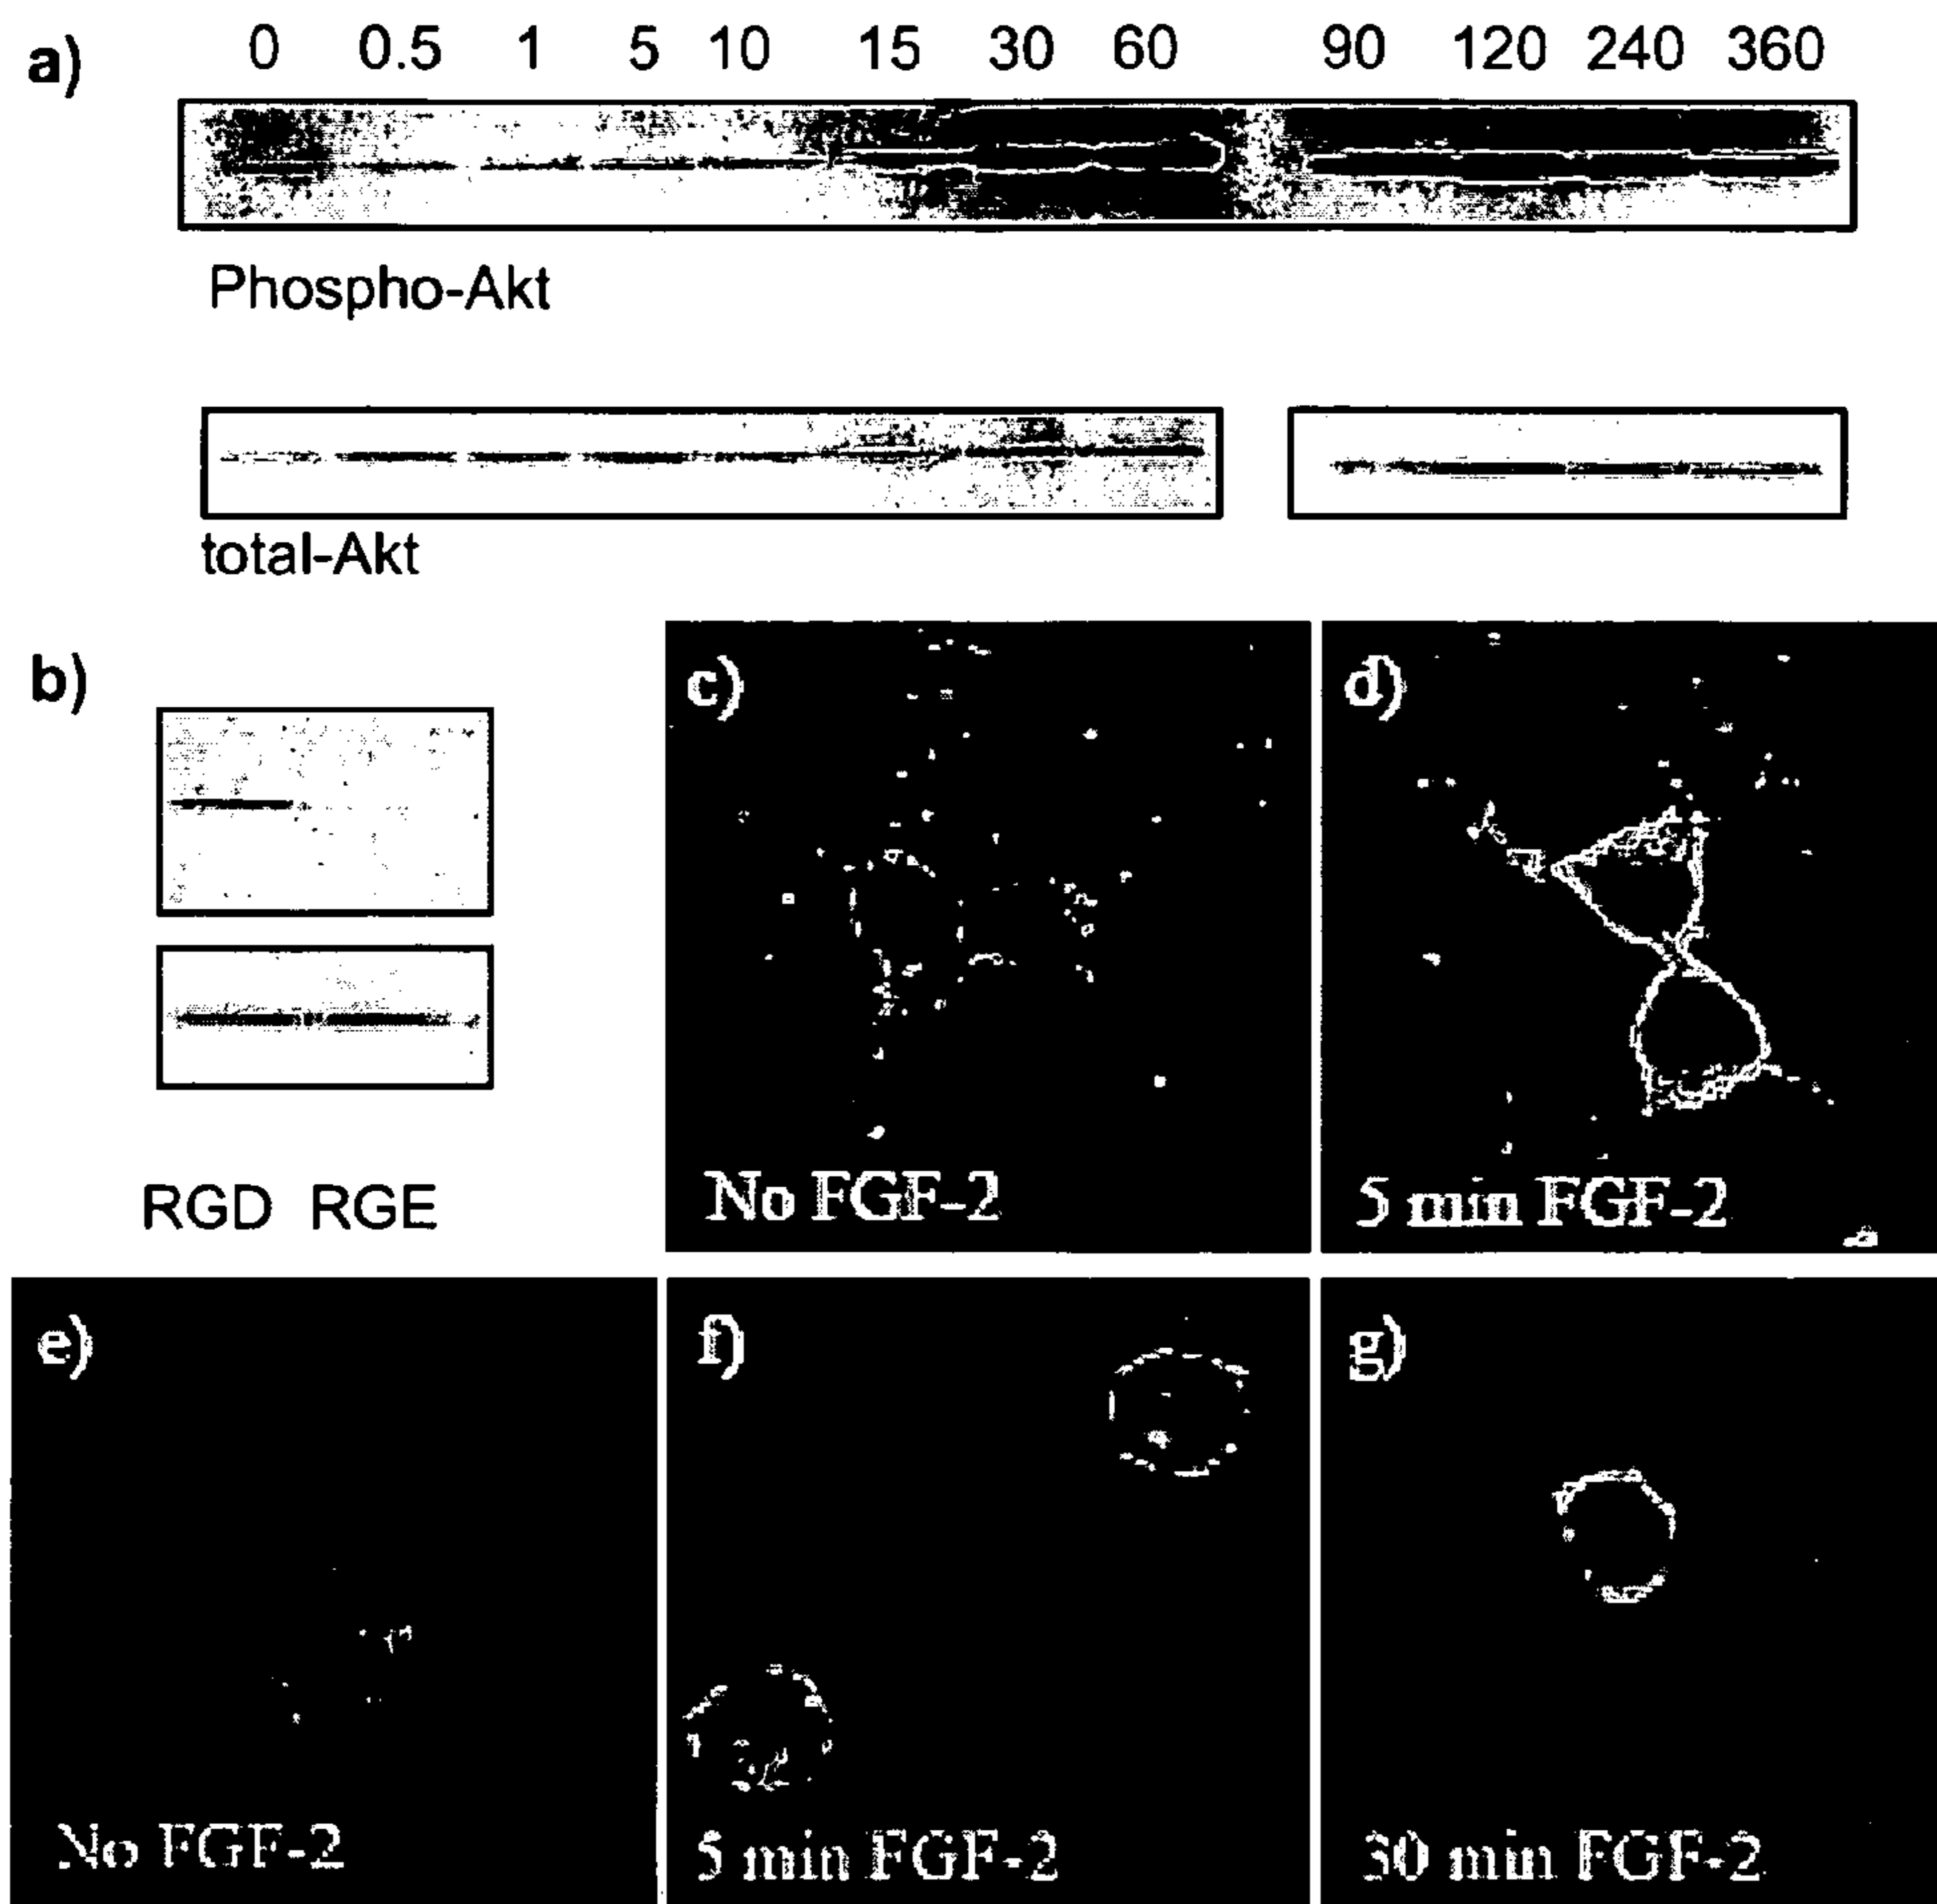 a) 0 0.5 1 5 10 15 30 60 90 120 240 360
Phospho-Akt
total-Akt
b)
RGD RGE
c)
No FGF-2
d)
5 min FGF-2
e)
No FGF-2
f)
5 min FGF-2
g)
30 min FGF-2